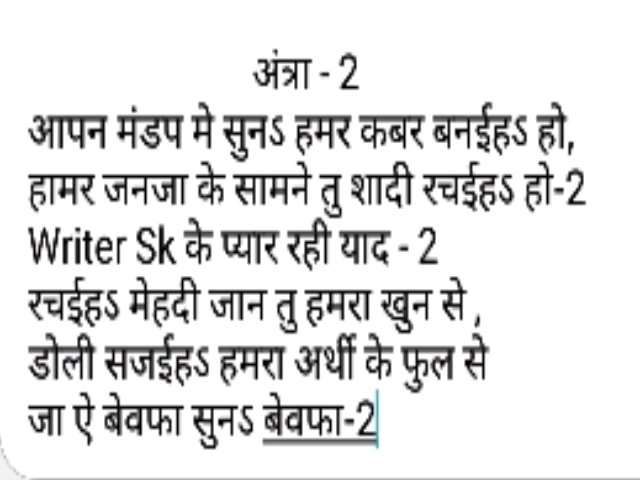 अंत्रा - 2
आपन मंडप मे सुनऽ हमर कबर बनईहऽ हो,
हामर जनजा के सामने तु शादी रचईहऽ हो-2
Writer Sk के प्यार रही याद - 2
रचईहऽ मेहदी जान तु हमरा खुन से ,
डोली सजईहऽ हमरा अर्थी के फुल से
जा ऐ बेवफा सुनऽ बेवफा-2